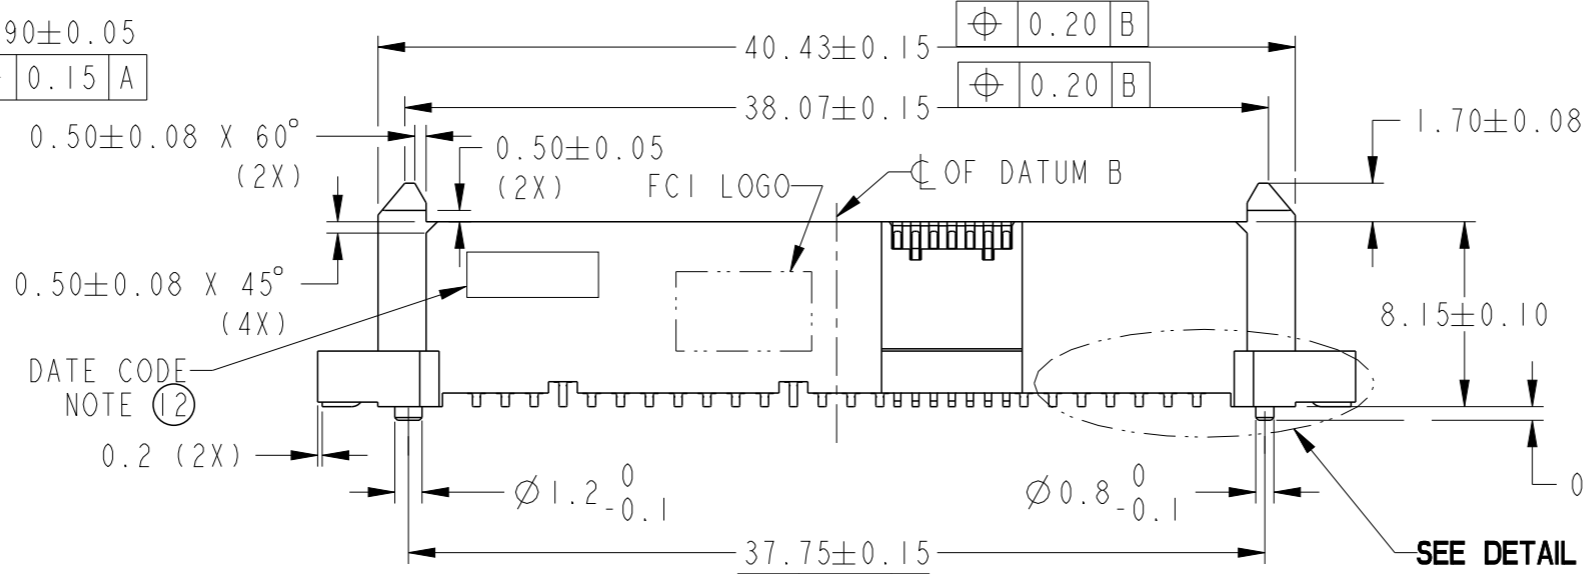 90±0.05
0.15 A
⌖ 0.20 B
40.43±0.15
⌖ 0.20 B
38.07±0.15
1.70±0.08
0.50±0.08 X 60°
(2X)
0.50±0.05
(2X)
FCI LOGO
℄ OF DATUM B
0.50±0.08 X 45°
(4X)
8.15±0.10
DATE CODE
NOTE 12
0.2 (2X)
Ø1.2 0 -0.1
Ø0.8 0 -0.1
0
37.75±0.15
SEE DETAIL